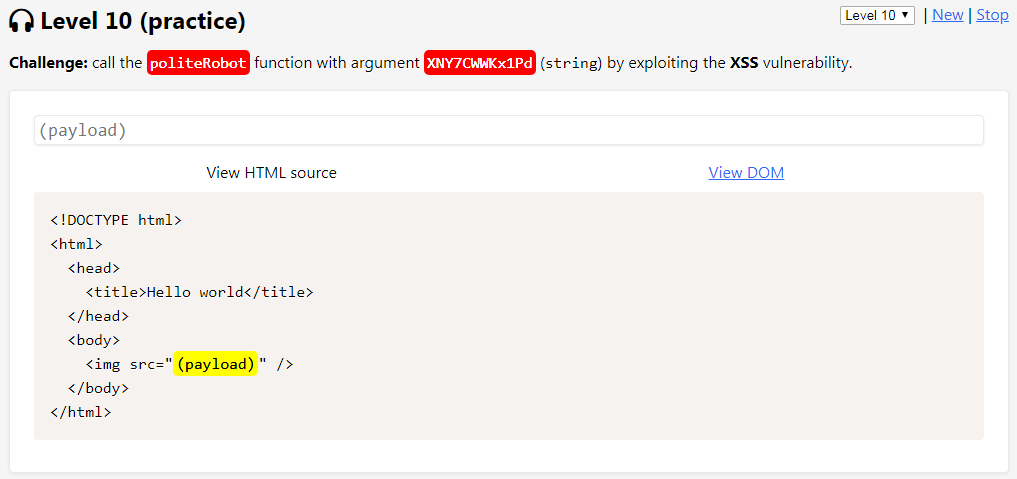 Level 10 (practice)
Level 10 ▼ | New | Stop
Challenge: call the politeRobot function with argument XNY7CWWKx1Pd (string) by exploiting the XSS vulnerability.
(payload)
View HTML source View DOM
<!DOCTYPE html>
<html>
<head>
<title>Hello world</title>
</head>
<body>
<img src="(payload)" />
</body>
</html>